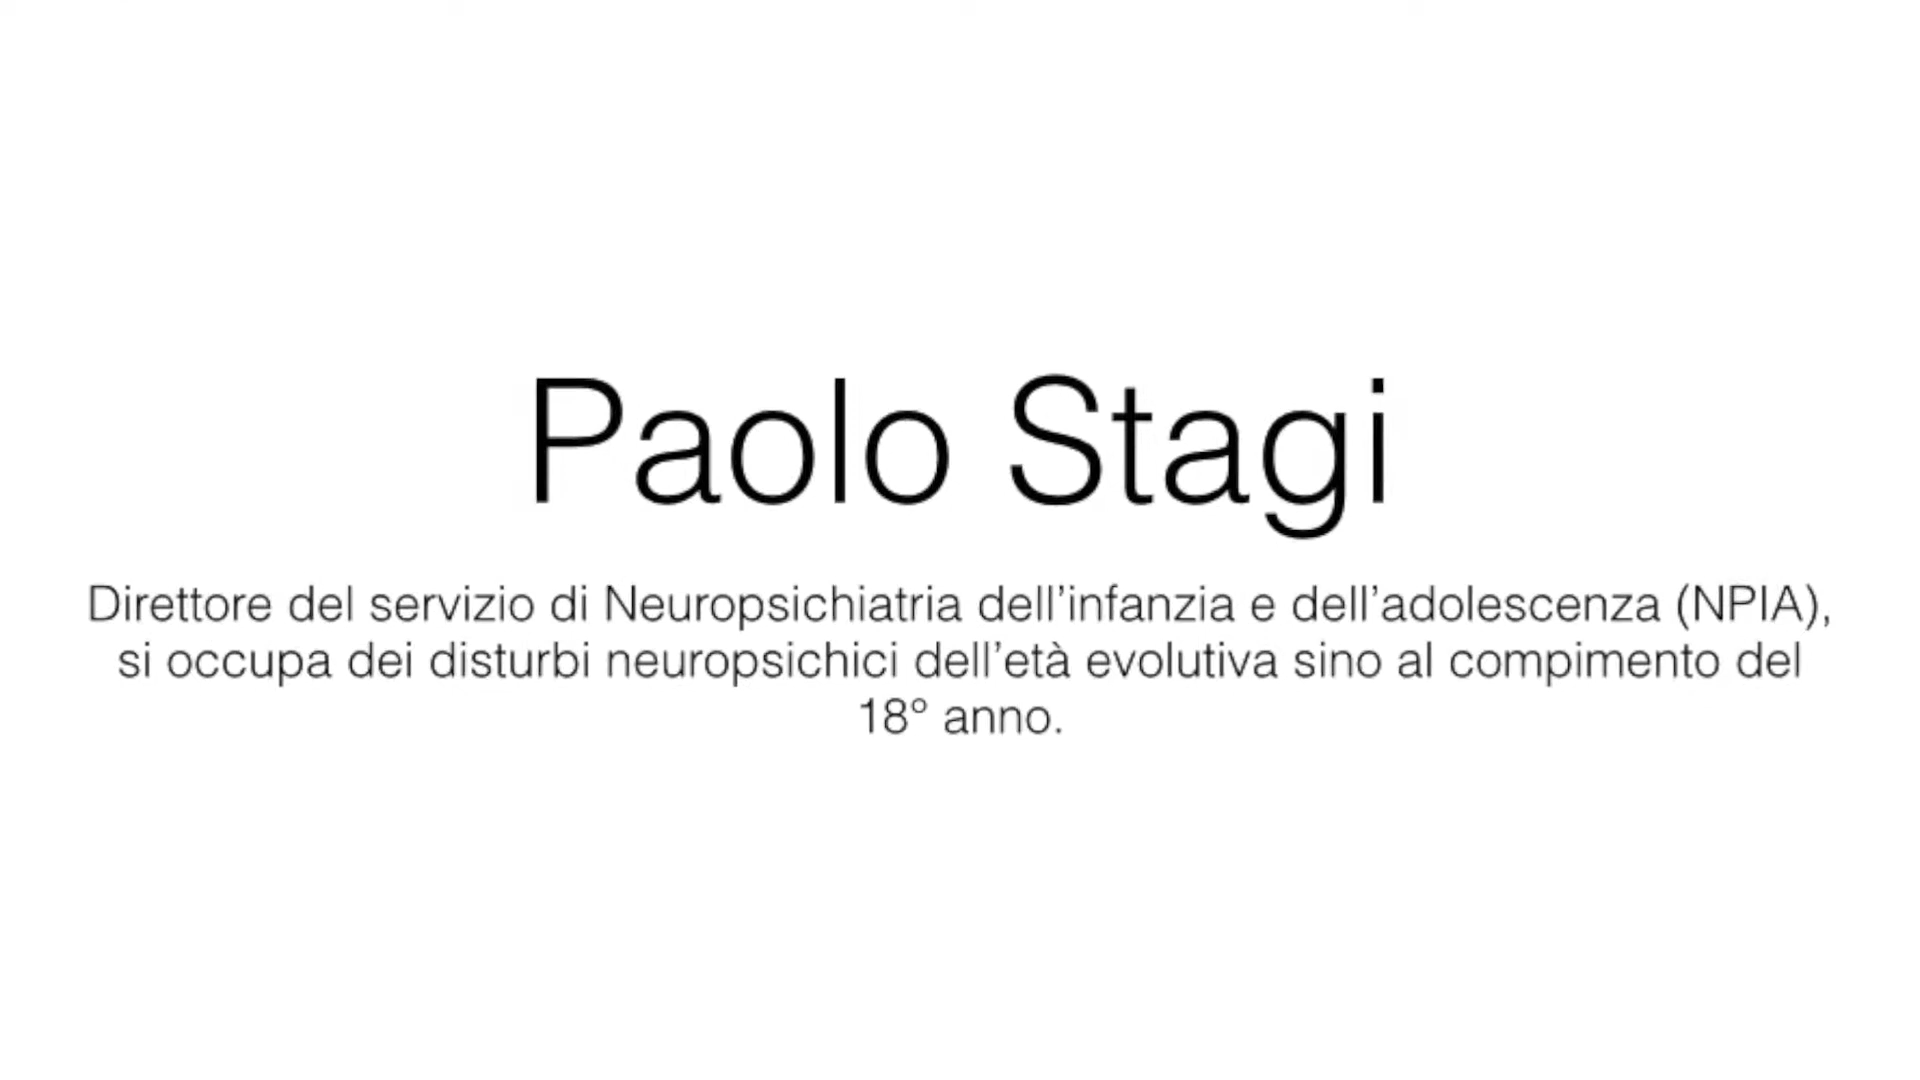 Paolo Stagi
Direttore del servizio di Neuropsichiatria dell’infanzia e dell’adolescenza (NPIA),
si occupa dei disturbi neuropsichici dell’età evolutiva sino al compimento del
18° anno.